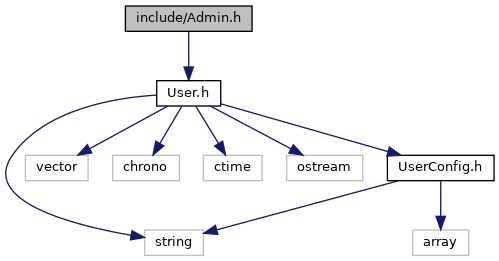 include/Admin.h
User.h
vector
chrono
ctime
ostream
UserConfig.h
string
array